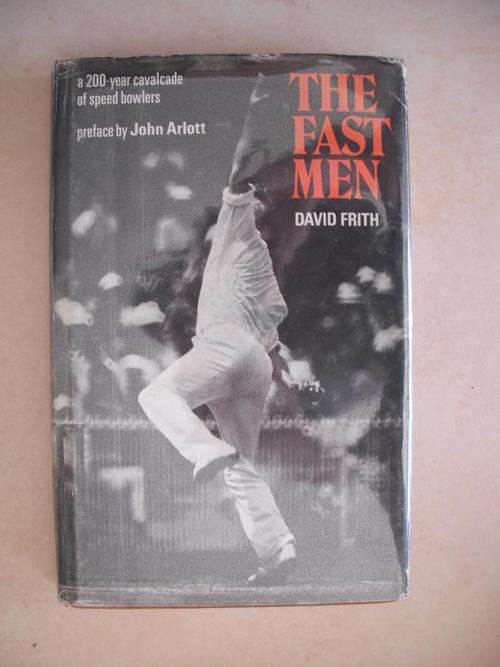 a 200-year cavalcade
of speed bowlers
preface by John Arlott
THE
FAST
MEN
DAVID FRITH